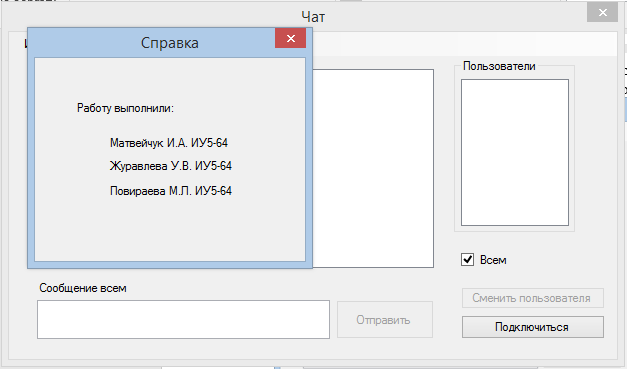 Чат
Справка
Работу выполнили:
Матвейчук И.А. ИУ5-64
Журавлева У.В. ИУ5-64
Повираева М.Л. ИУ5-64
Пользователи
Всем
Сообщение всем
Отправить
Сменить пользователя
Подключиться